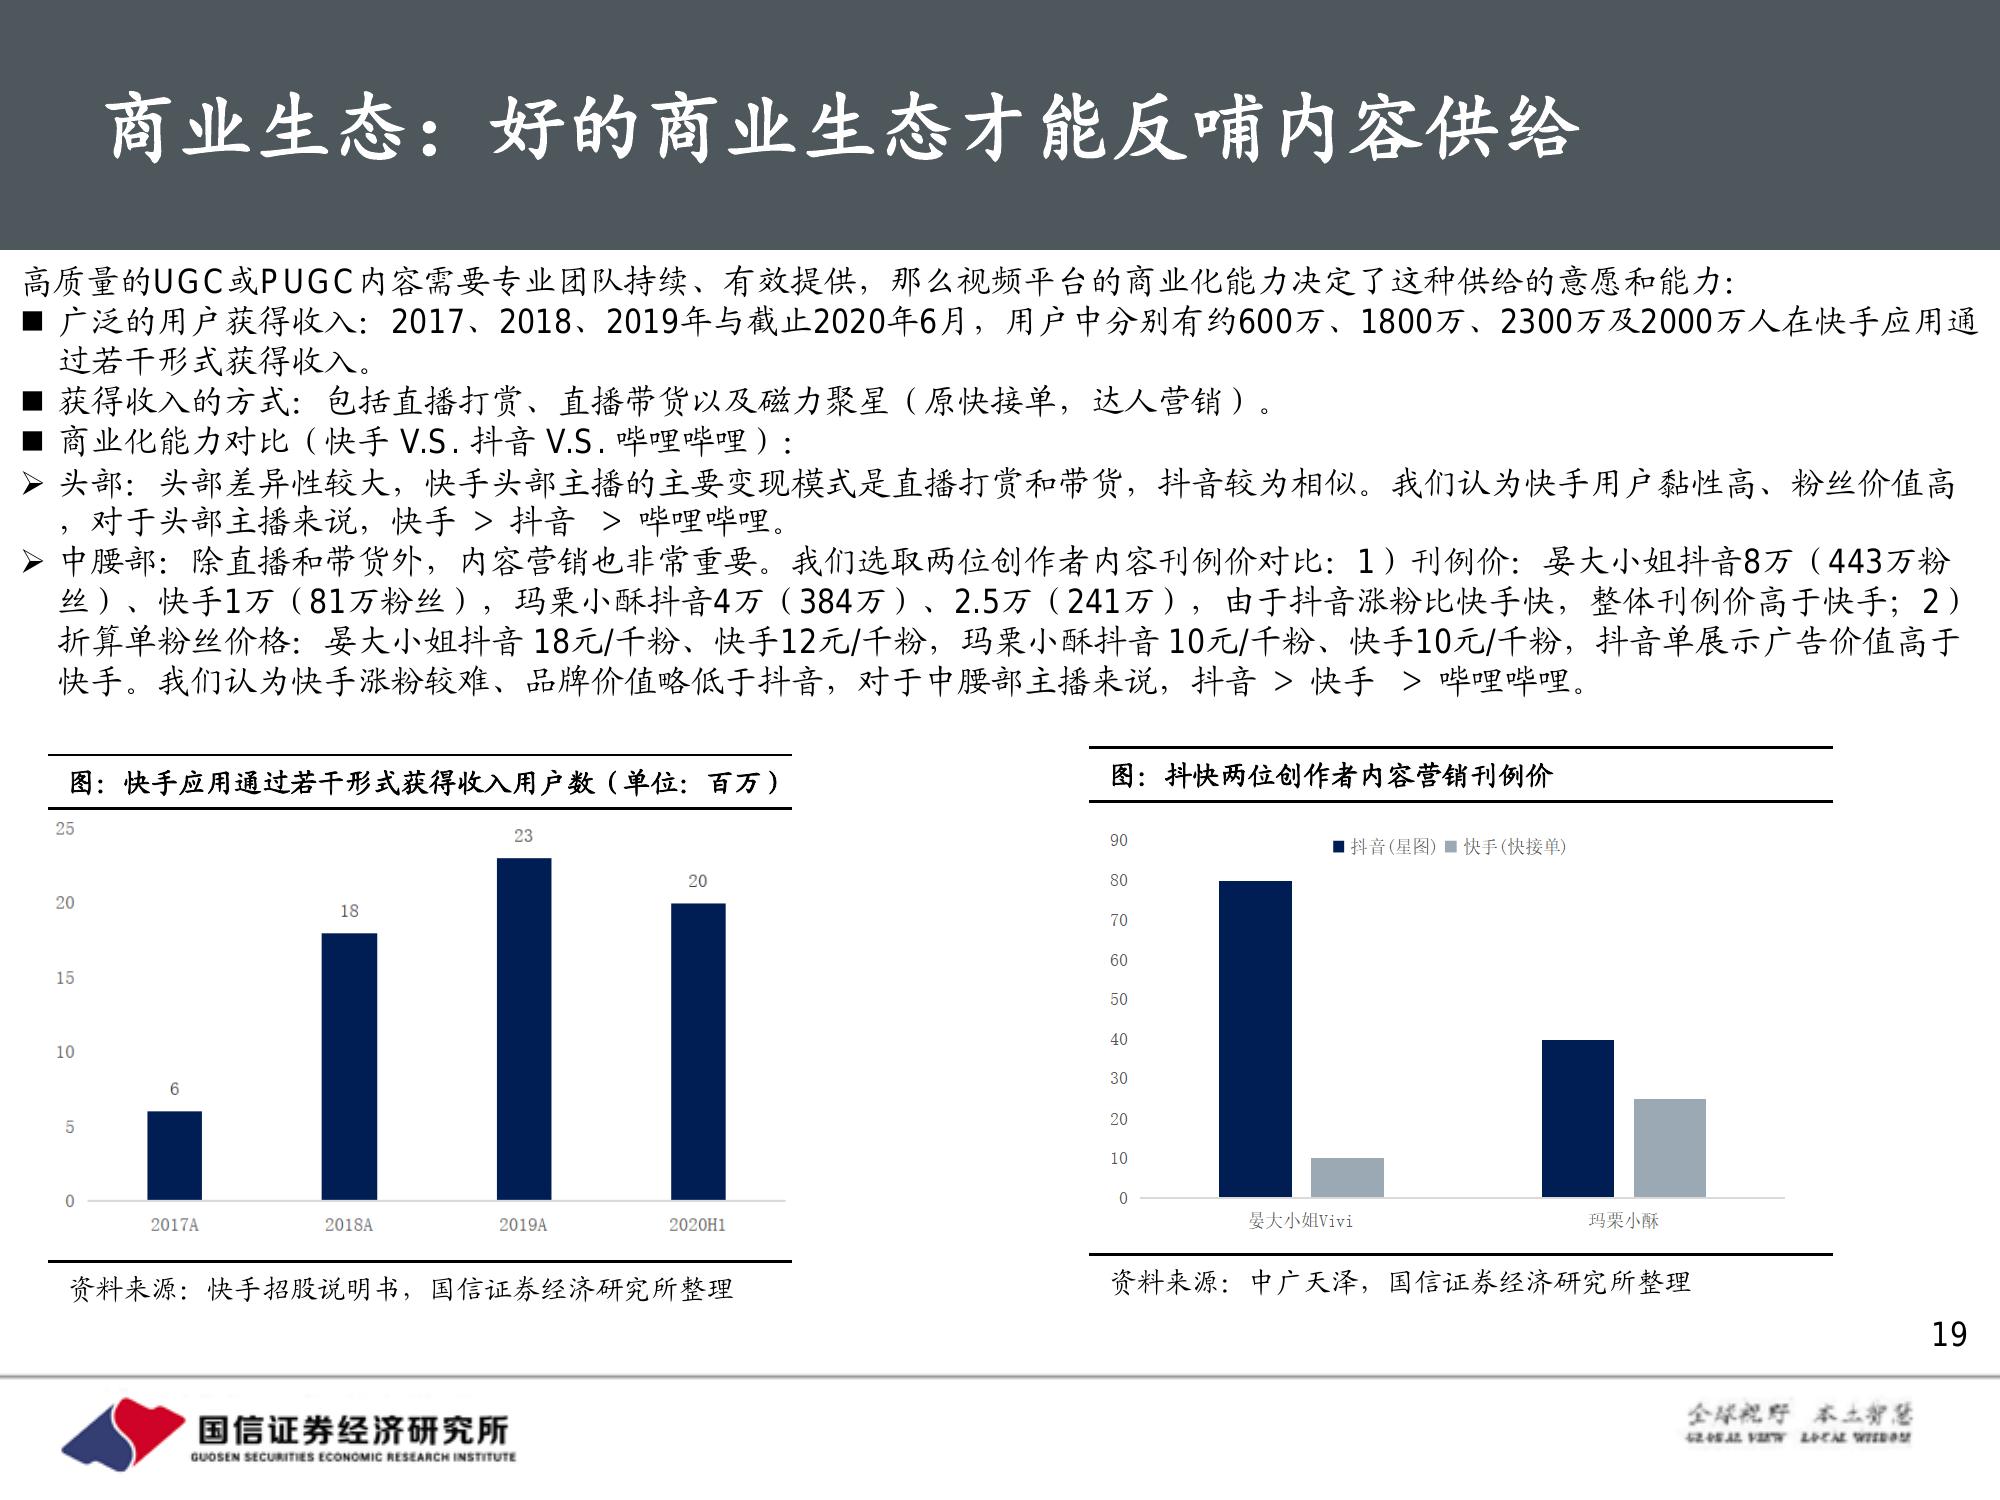 商业生态：好的商业生态才能反哺内容供给
高质量的UGC或PUGC内容需要专业团队持续、有效提供，那么视频平台的商业化能力决定了这种供给的意愿和能力：
■ 广泛的用户获得收入：2017、2018、2019年与截止2020年6月，用户中分别有约600万、1800万、2300万及2000万人在快手应用通
过若干形式获得收入。
■ 获得收入的方式：包括直播打赏、直播带货以及磁力聚星（原快接单，达人营销）。
■ 商业化能力对比（快手 V.S. 抖音 V.S. 哔哩哔哩）：
➢ 头部：头部差异性较大，快手头部主播的主要变现模式是直播打赏和带货，抖音较为相似。我们认为快手用户黏性高、粉丝价值高
，对于头部主播来说，快手 > 抖音 > 哔哩哔哩。
➢ 中腰部：除直播和带货外，内容营销也非常重要。我们选取两位创作者内容刊例价对比：1）刊例价：晏大小姐抖音8万（443万粉
丝）、快手1万（81万粉丝），玛栗小酥抖音4万（384万）、2.5万（241万），由于抖音涨粉比快手快，整体刊例价高于快手；2）
折算单粉丝价格：晏大小姐抖音 18元/千粉、快手12元/千粉，玛栗小酥抖音 10元/千粉、快手10元/千粉，抖音单展示广告价值高于
快手。我们认为快手涨粉较难、品牌价值略低于抖音，对于中腰部主播来说，抖音 > 快手 > 哔哩哔哩。
图：快手应用通过若干形式获得收入用户数（单位：百万）
25
20
15
10
5
0
6
18
23
20
2017A
2018A
2019A
2020H1
资料来源：快手招股说明书，国信证券经济研究所整理
图：抖快两位创作者内容营销刊例价
抖音(星图) 快手(快接单)
90
80
70
60
50
40
30
20
10
0
晏大小姐Vivi
玛栗小酥
资料来源：中广天泽，国信证券经济研究所整理
19
国信证券经济研究所
GUOSEN SECURITIES ECONOMIC RESEARCH INSTITUTE
全球视野 本土智慧
GLOBAL VIEW LOCAL WISDOM